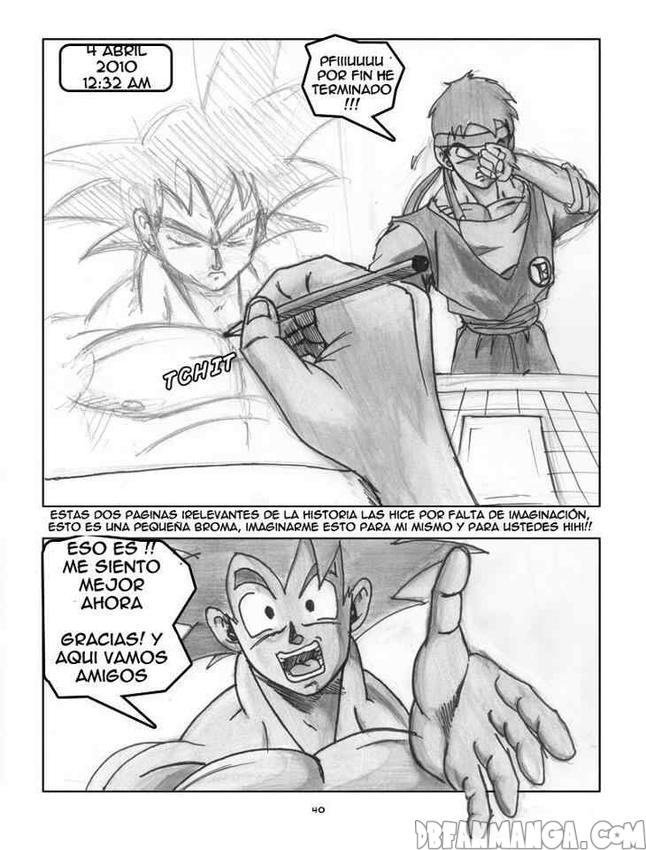 4 ABRIL
2010
12:32 AM
PFIIIUUUU
POR FIN HE
TERMINADO
!!!
TCHIT
ESTAS DOS PAGINAS IRELEVANTES DE LA HISTORIA LAS HICE POR FALTA DE IMAGINACIÓN,
ESTO ES UNA PEQUEÑA BROMA, IMAGINARME ESTO PARA MI MISMO Y PARA USTEDES HIHI!!
ESO ES !!
ME SIENTO
MEJOR
AHORA
GRACIAS! Y
AQUI VAMOS
AMIGOS
40
DBFANMANGA.COM